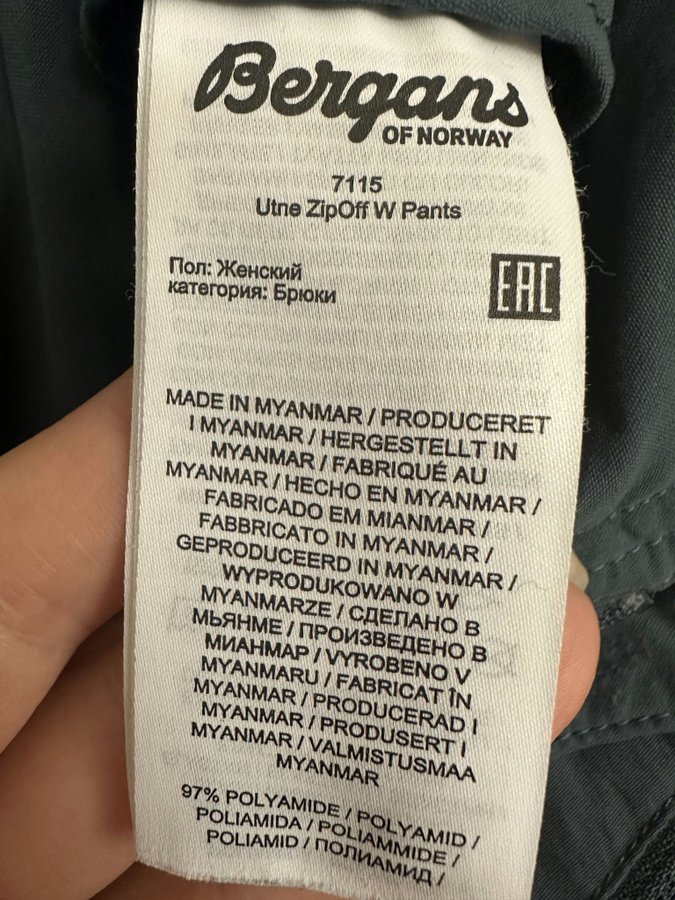 Bergans
OF NORWAY
7115
Utne ZipOff W Pants
Пол: Женский
категория: Брюки
EAC
MADE IN MYANMAR / PRODUCERET
I MYANMAR / HERGESTELLT IN
MYANMAR / FABRIQUÉ AU
MYANMAR / HECHO EN MYANMAR /
FABRICADO EM MIANMAR /
FABBRICATO IN MYANMAR /
GEPRODUCEERD IN MYANMAR /
WYPRODUKOWANO W
MYANMARZE / СДЕЛАНО В
МЬЯНМЕ / ПРОИЗВЕДЕНО В
МИАНМАР / VYROBENO V
MYANMARU / FABRICAT ÎN
MYANMAR / PRODUCERAD I
MYANMAR / PRODUSERT I
MYANMAR / VALMISTUSMAA
MYANMAR
97% POLYAMIDE / POLYAMID /
POLIAMIDA / POLIAMMIDE /
POLIAMID / ПОЛИАМИД /